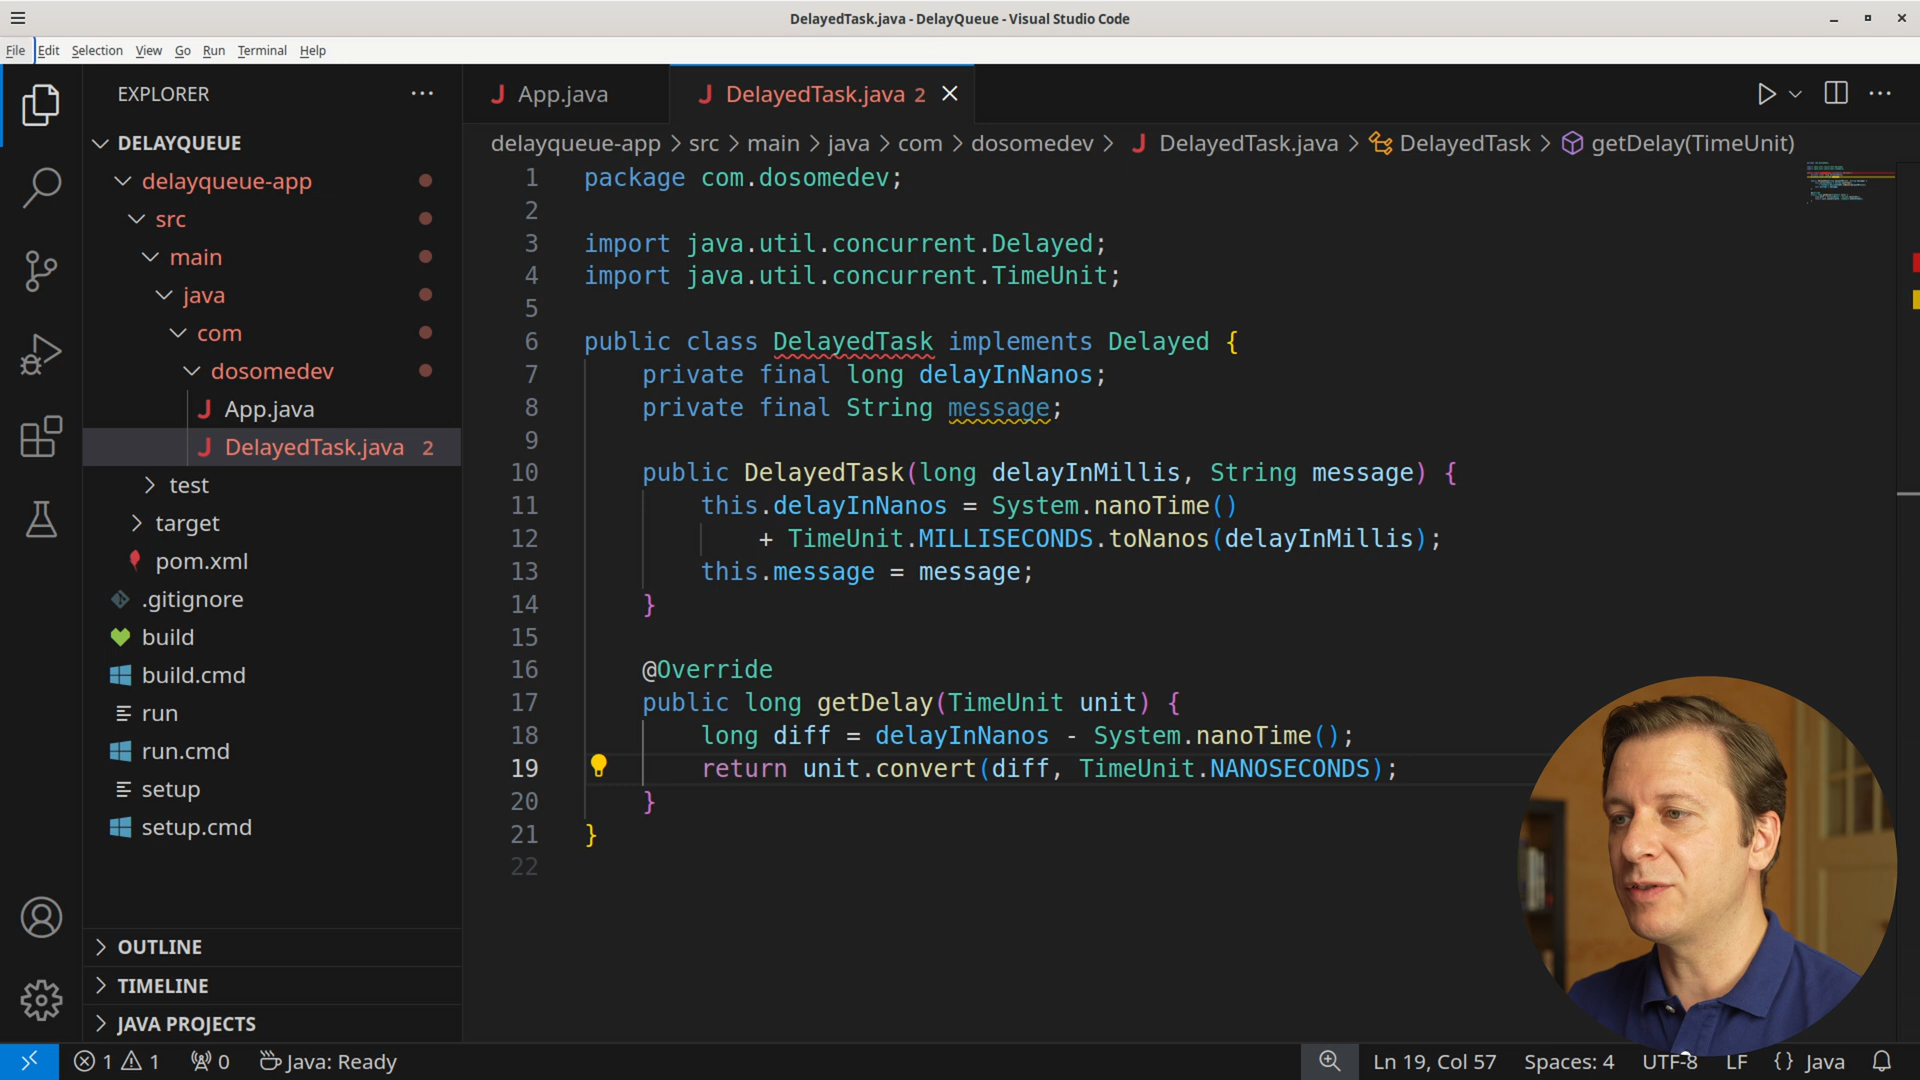 DelayedTask.java - DelayQueue - Visual Studio Code
File Edit Selection View Go Run Terminal Help
EXPLORER
DELAYQUEUE
delayqueue-app
src
main
java
com
dosomedev
App.java
DelayedTask.java 2
test
target
pom.xml
.gitignore
build
build.cmd
run
run.cmd
setup
setup.cmd
OUTLINE
TIMELINE
JAVA PROJECTS
App.java
DelayedTask.java 2
delayqueue-app > src > main > java > com > dosomedev > DelayedTask.java > DelayedTask > getDelay(TimeUnit)
1 package com.dosomedev;
2
3 import java.util.concurrent.Delayed;
4 import java.util.concurrent.TimeUnit;
5
6 public class DelayedTask implements Delayed {
7 private final long delayInNanos;
8 private final String message;
9
10 public DelayedTask(long delayInMillis, String message) {
11 this.delayInNanos = System.nanoTime()
12 + TimeUnit.MILLISECONDS.toNanos(delayInMillis);
13 this.message = message;
14 }
15
16 @Override
17 public long getDelay(TimeUnit unit) {
18 long diff = delayInNanos - System.nanoTime();
19 return unit.convert(diff, TimeUnit.NANOSECONDS);
20 }
21 }
22
1 1 0 Java: Ready
Ln 19, Col 57 Spaces: 4 UTF-8 LF {} Java